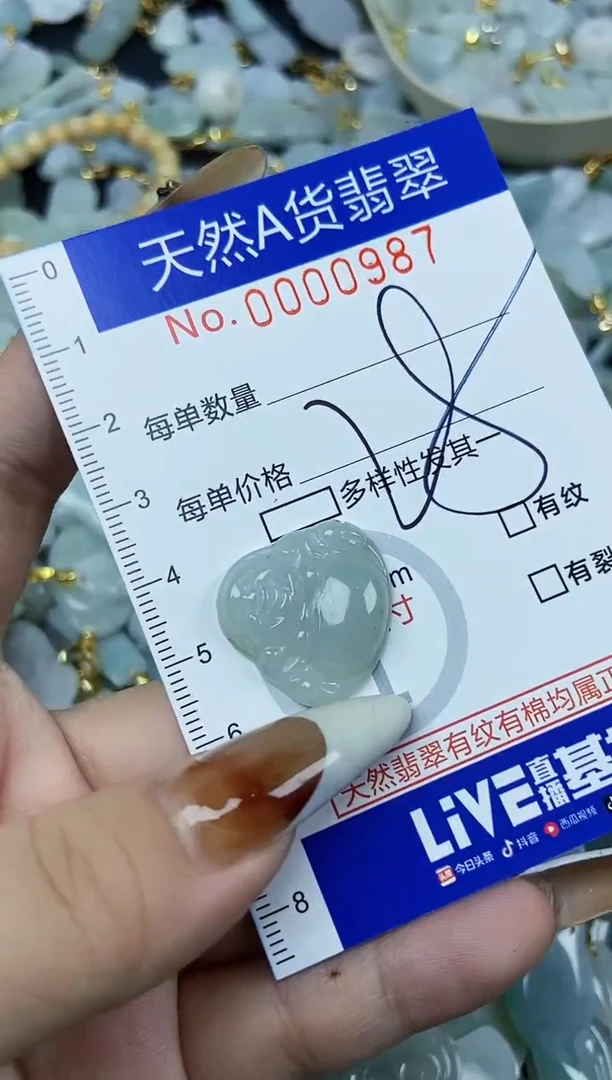 天然A货翡翠
No.0000987
0
1
2
3
4
5
6
8
每单数量
每单价格
多样性发其一
有纹
m
寸
有裂
天然翡翠有纹有棉均属正
LiVE直播基
今日头条 抖音 西瓜视频